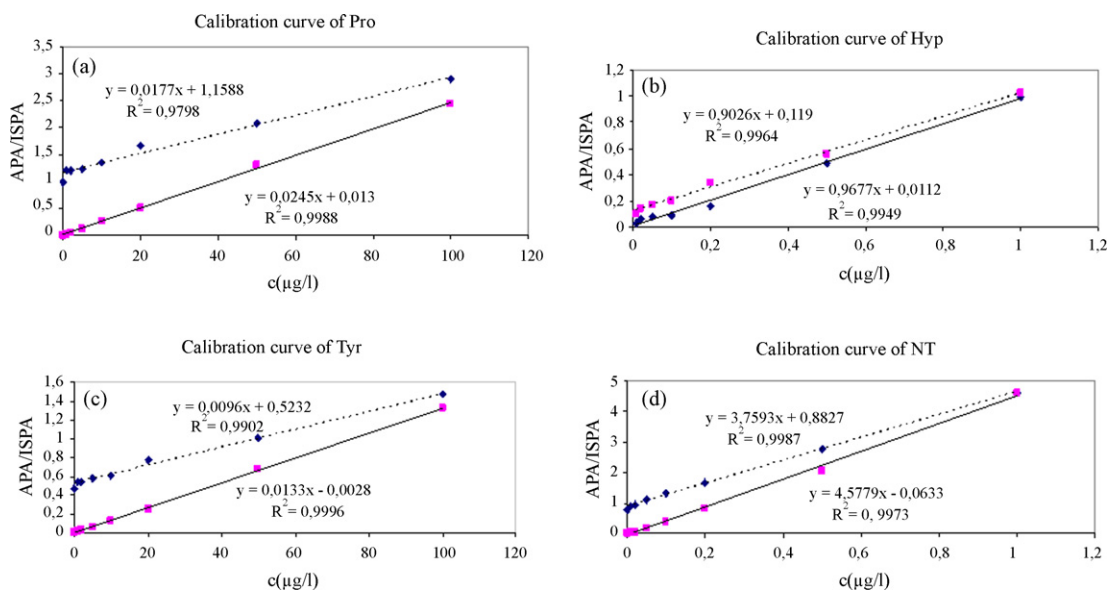 Calibration curve of Pro
(a)
APA/ISPA
3,5
3
2,5
2
1,5
1
0,5
0
y = 0,0177x + 1,1588
R² = 0,9798
y = 0,0245x + 0,013
R² = 0,9988
0 20 40 60 80 100 120
c(µg/l)
Calibration curve of Hyp
(b)
APA/ISPA
1,2
1
0,8
0,6
0,4
0,2
0
y = 0,9026x + 0,119
R² = 0,9964
y = 0,9677x + 0,0112
R² = 0,9949
0 0,2 0,4 0,6 0,8 1 1,2
c(µg/l)
Calibration curve of Tyr
(c)
APA/ISPA
1,6
1,4
1,2
1
0,8
0,6
0,4
0,2
0
y = 0,0096x + 0,5232
R² = 0,9902
y = 0,0133x - 0,0028
R² = 0,9996
0 20 40 60 80 100 120
c(µg/l)
Calibration curve of NT
(d)
APA/ISPA
5
4
3
2
1
0
y = 3,7593x + 0,8827
R² = 0,9987
y = 4,5779x - 0,0633
R² = 0, 9973
0 0,2 0,4 0,6 0,8 1 1,2
c(µg/l)